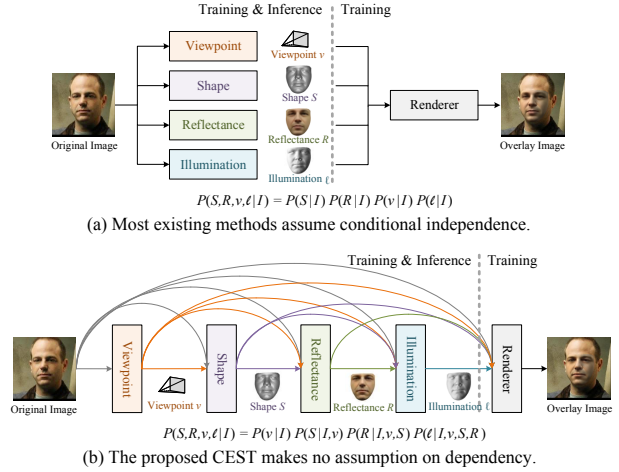 Training & Inference
Training
Viewpoint
Viewpoint v
Shape
Shape S
Reflectance
Reflectance R
Illumination
Illumination ℓ
Renderer
Original Image
Overlay Image
P(S,R,v,ℓ|I) = P(S|I) P(R|I) P(v|I) P(ℓ|I)
(a) Most existing methods assume conditional independence.
Training & Inference
Training
Viewpoint
Shape
Reflectance
Illumination
Renderer
Original Image
Viewpoint v
Shape S
Reflectance R
Illumination ℓ
Overlay Image
P(S,R,v,ℓ|I) = P(v|I) P(S|I,v) P(R|I,v,S) P(ℓ|I,v,S,R)
(b) The proposed CEST makes no assumption on dependency.